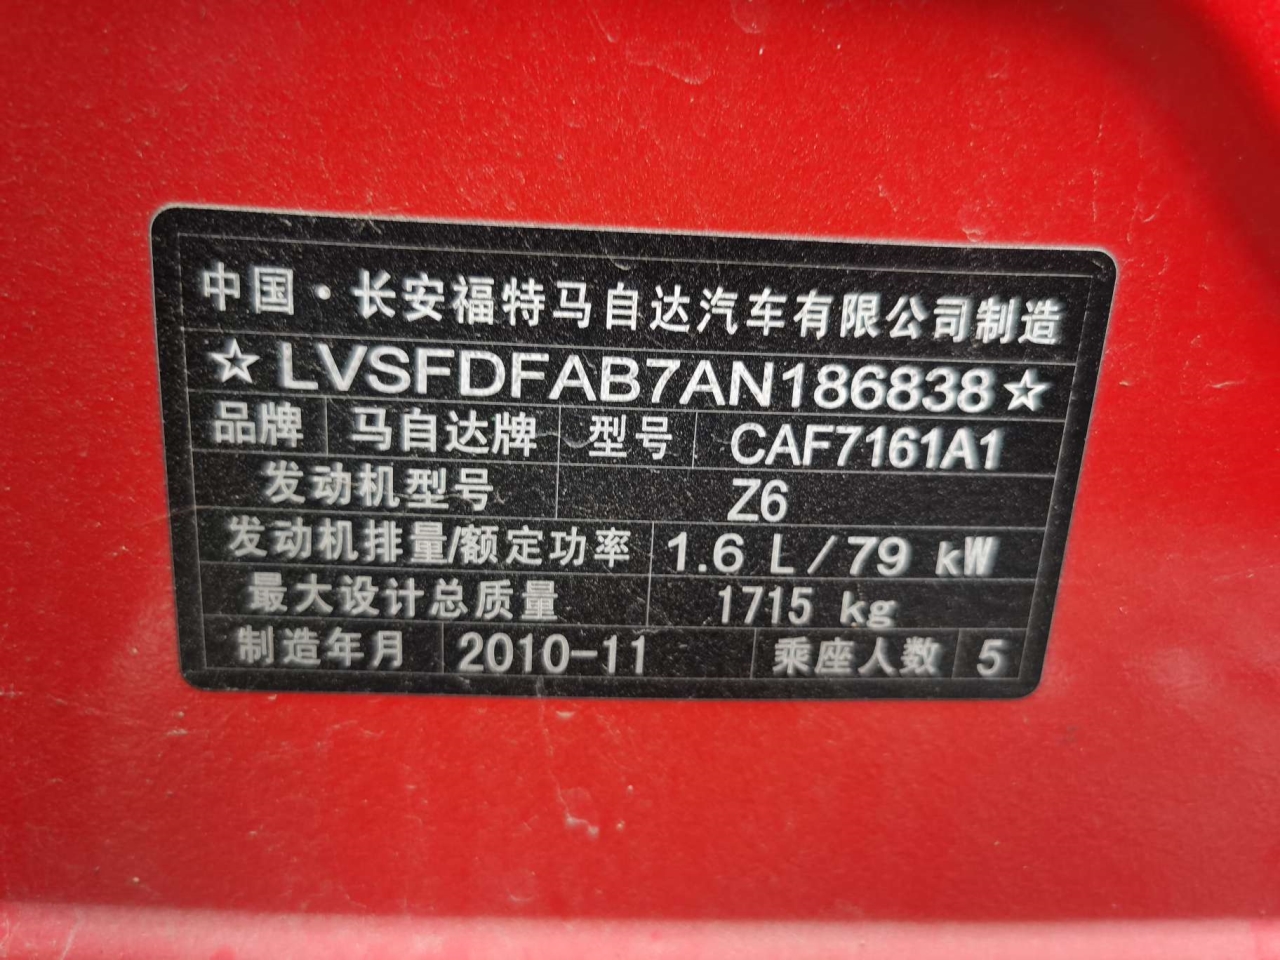 中国·长安福特马自达汽车有限公司制造
☆LVSFDFAB7AN186838☆
品牌 马自达牌 型号 CAF7161A1
发动机型号 Z6
发动机排量/额定功率 1.6 L/79 kW
最大设计总质量 1715 kg
制造年月 2010-11 乘座人数 5